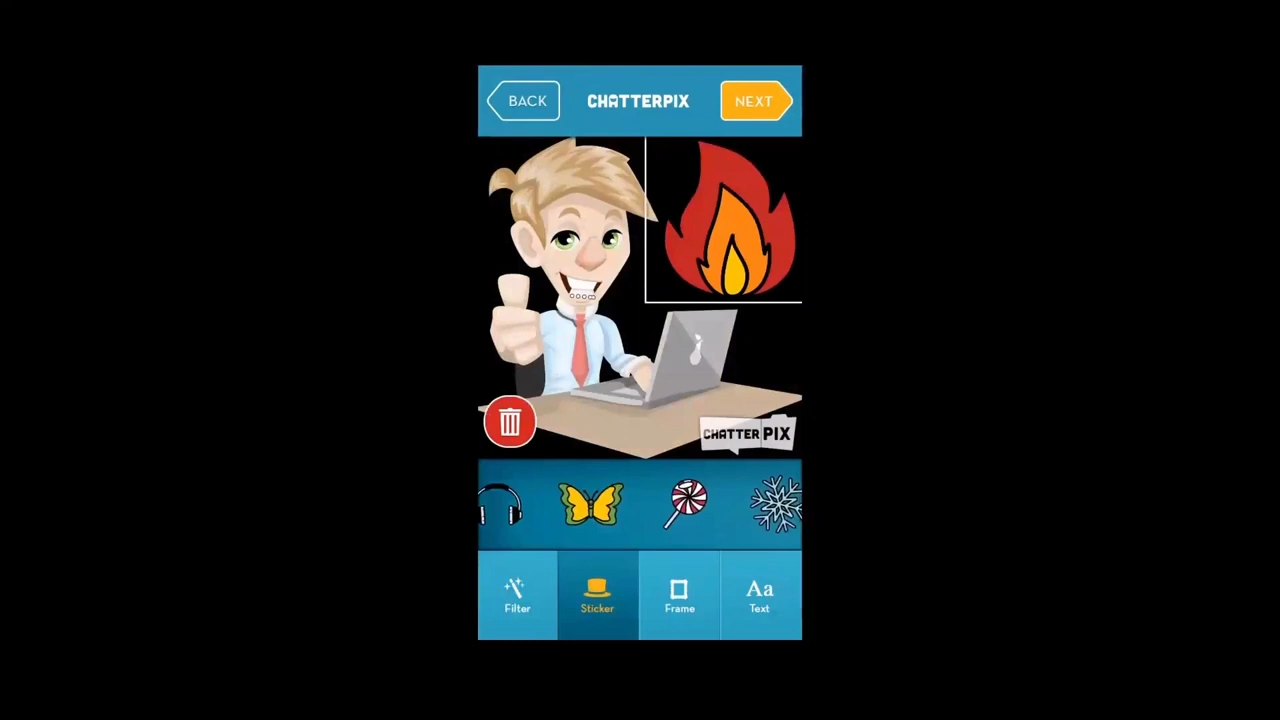 BACK
CHATTERPIX
NEXT
CHATTER PIX
Filter
Sticker
Frame
Aa
Text